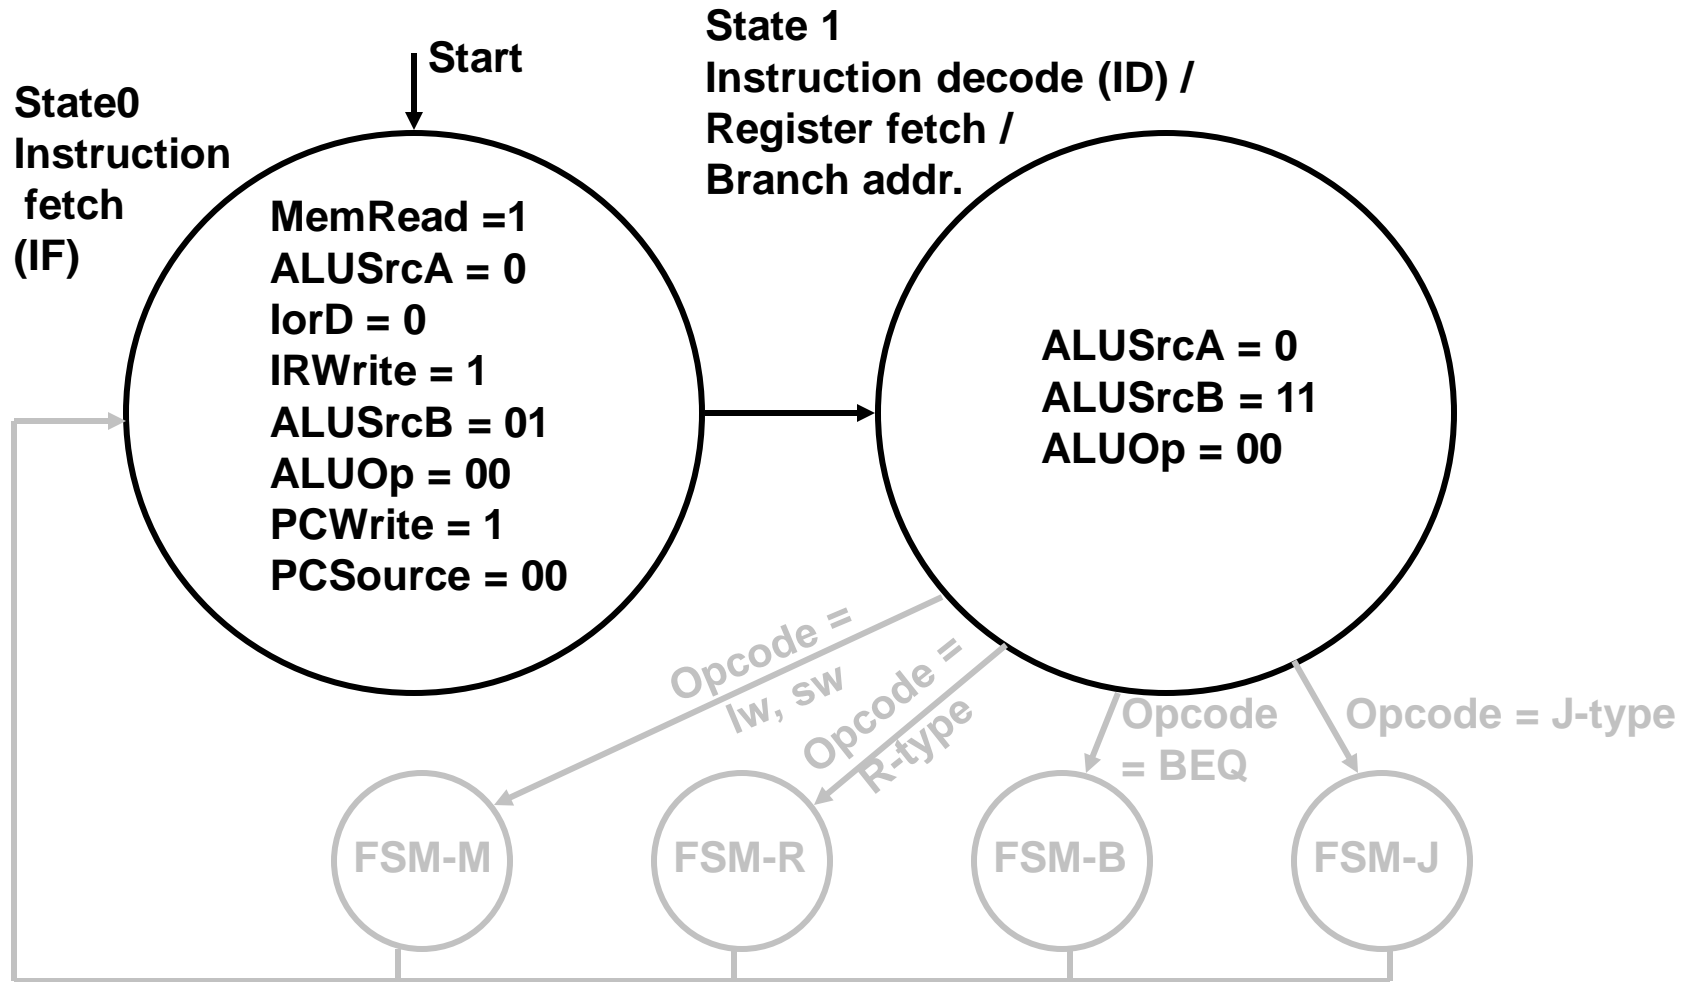 Start
State0
Instruction
fetch
(IF)
MemRead =1
ALUSrcA = 0
IorD = 0
IRWrite = 1
ALUSrcB = 01
ALUOp = 00
PCWrite = 1
PCSource = 00
State 1
Instruction decode (ID) /
Register fetch /
Branch addr.
ALUSrcA = 0
ALUSrcB = 11
ALUOp = 00
Opcode =
lw, sw
Opcode =
R-type
Opcode
= BEQ
Opcode = J-type
FSM-M
FSM-R
FSM-B
FSM-J